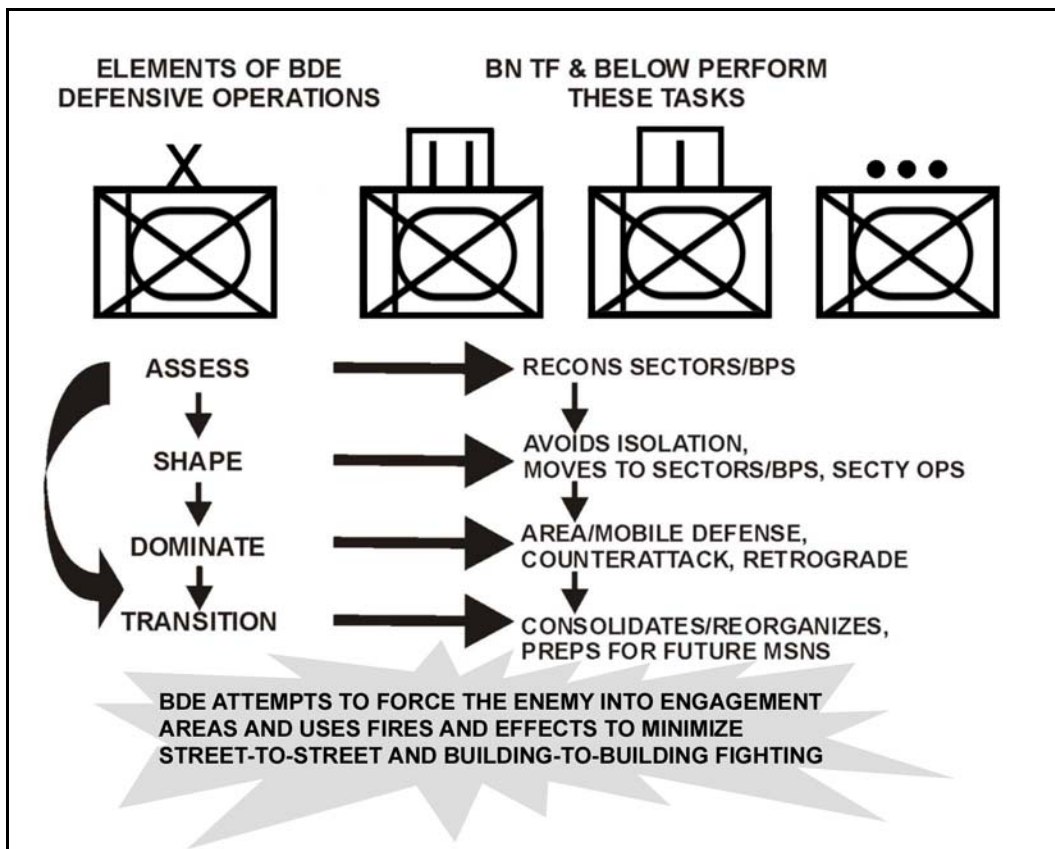 ELEMENTS OF BDE
DEFENSIVE OPERATIONS
BN TF & BELOW PERFORM
THESE TASKS
ASSESS
RECONS SECTORS/BPS
SHAPE
AVOIDS ISOLATION,
MOVES TO SECTORS/BPS, SECTY OPS
DOMINATE
AREA/MOBILE DEFENSE,
COUNTERATTACK, RETROGRADE
TRANSITION
CONSOLIDATES/REORGANIZES,
PREPS FOR FUTURE MSNS
BDE ATTEMPTS TO FORCE THE ENEMY INTO ENGAGEMENT
AREAS AND USES FIRES AND EFFECTS TO MINIMIZE
STREET-TO-STREET AND BUILDING-TO-BUILDING FIGHTING